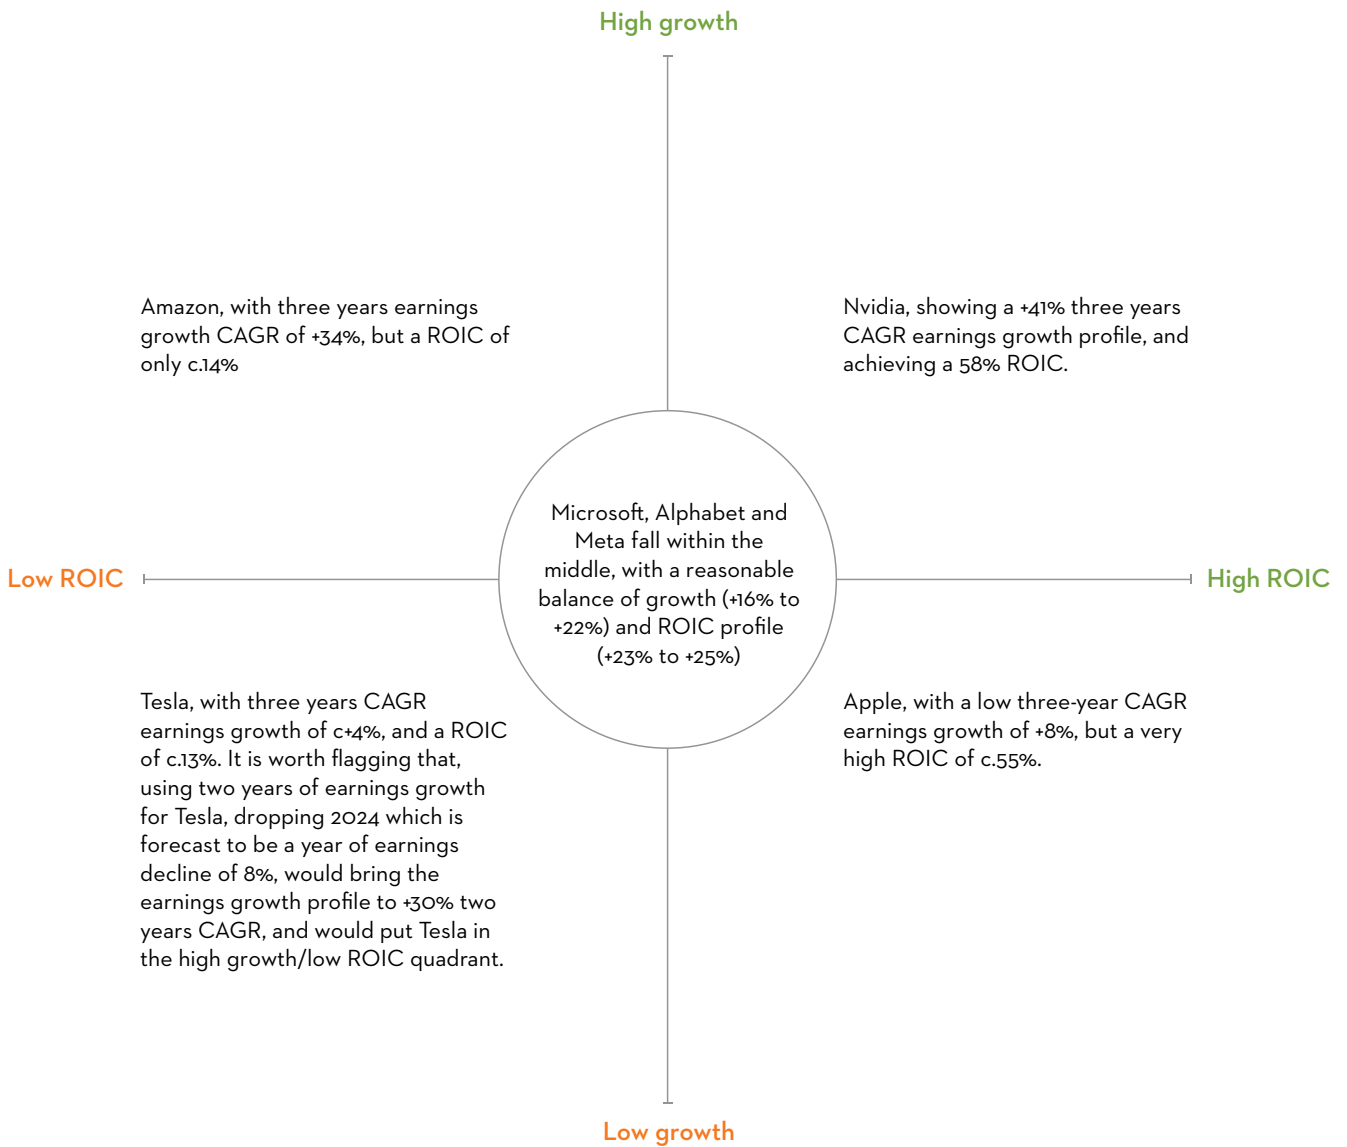 High growth
Amazon, with three years earnings
growth CAGR of +34%, but a ROIC of
only c.14%
Nvidia, showing a +41% three years
CAGR earnings growth profile, and
achieving a 58% ROIC.
Microsoft, Alphabet and
Meta fall within the
middle, with a reasonable
balance of growth (+16% to
+22%) and ROIC profile
(+23% to +25%)
Low ROIC
High ROIC
Tesla, with three years CAGR
earnings growth of c+4%, and a ROIC
of c.13%. It is worth flagging that,
using two years of earnings growth
for Tesla, dropping 2024 which is
forecast to be a year of earnings
decline of 8%, would bring the
earnings growth profile to +30% two
years CAGR, and would put Tesla in
the high growth/low ROIC quadrant.
Apple, with a low three-year CAGR
earnings growth of +8%, but a very
high ROIC of c.55%.
Low growth